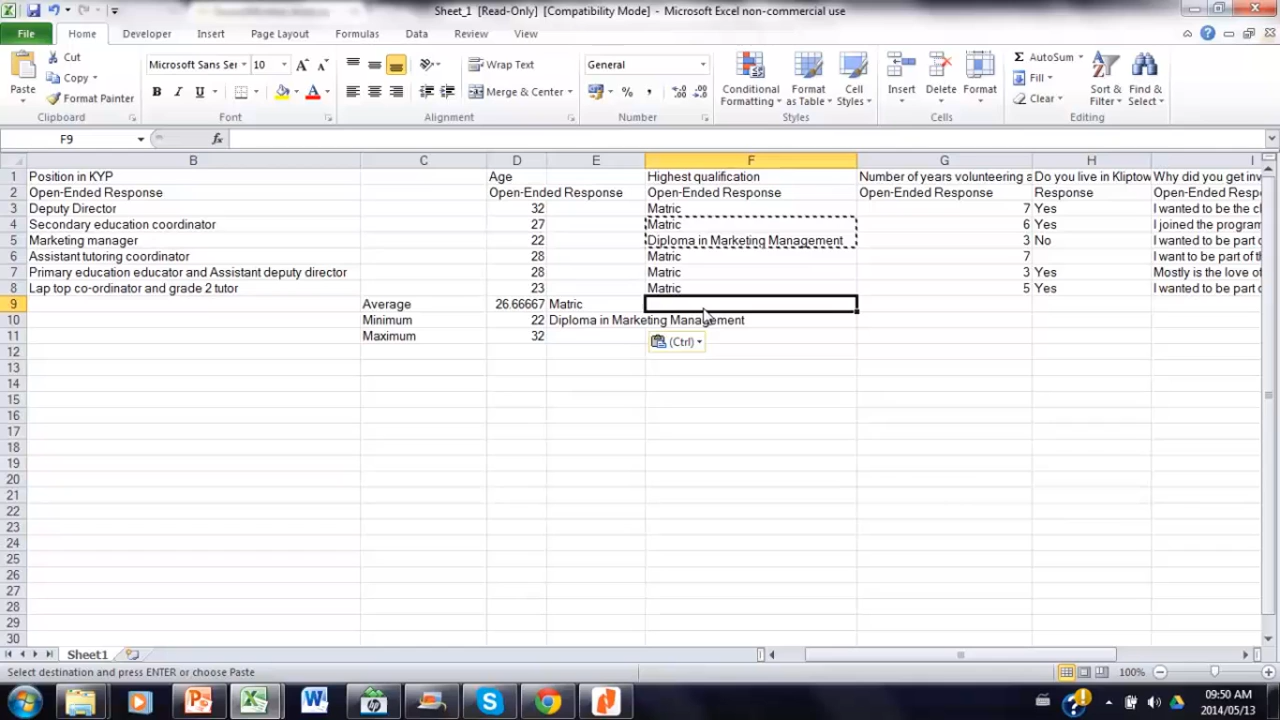 Sheet_1 [Read-Only] [Compatibility Mode] - Microsoft Excel non-commercial use
File Home Developer Insert Page Layout Formulas Data Review View
Paste
Cut
Copy
Format Painter
Clipboard
Microsoft Sans Ser 10
B I U
Font
Wrap Text
Merge & Center
Alignment
General
%
Number
Conditional Formatting
Format as Table
Cell Styles
Styles
Insert Delete Format
Cells
AutoSum
Fill
Clear
Sort & Filter
Find & Select
Editing
F9
B C D E F G H I
1 Position in KYP Age Highest qualification Number of years volunteering a Do you live in Kliptow Why did you get inv
2 Open-Ended Response Open-Ended Response Open-Ended Response Open-Ended Response Response Open-Ended Resp
3 Deputy Director 32 Matric 7 Yes I wanted to be the cl
4 Secondary education coordinator 27 Matric 6 Yes I joined the program
5 Marketing manager 22 Diploma in Marketing Management 3 No I wanted to be part o
6 Assistant tutoring coordinator 28 Matric 7 I want to be part of th
7 Primary education educator and Assistant deputy director 28 Matric 3 Yes Mostly is the love of
8 Lap top co-ordinator and grade 2 tutor 23 Matric 5 Yes I wanted to be part o
9 Average 26.66667 Matric
10 Minimum 22 Diploma in Marketing Management
11 Maximum 32
(Ctrl)
12
13
14
15
16
17
18
19
20
21
22
23
24
25
26
27
28
29
30
Sheet1
Select destination and press ENTER or choose Paste 100%
09:50 AM
2014/05/13